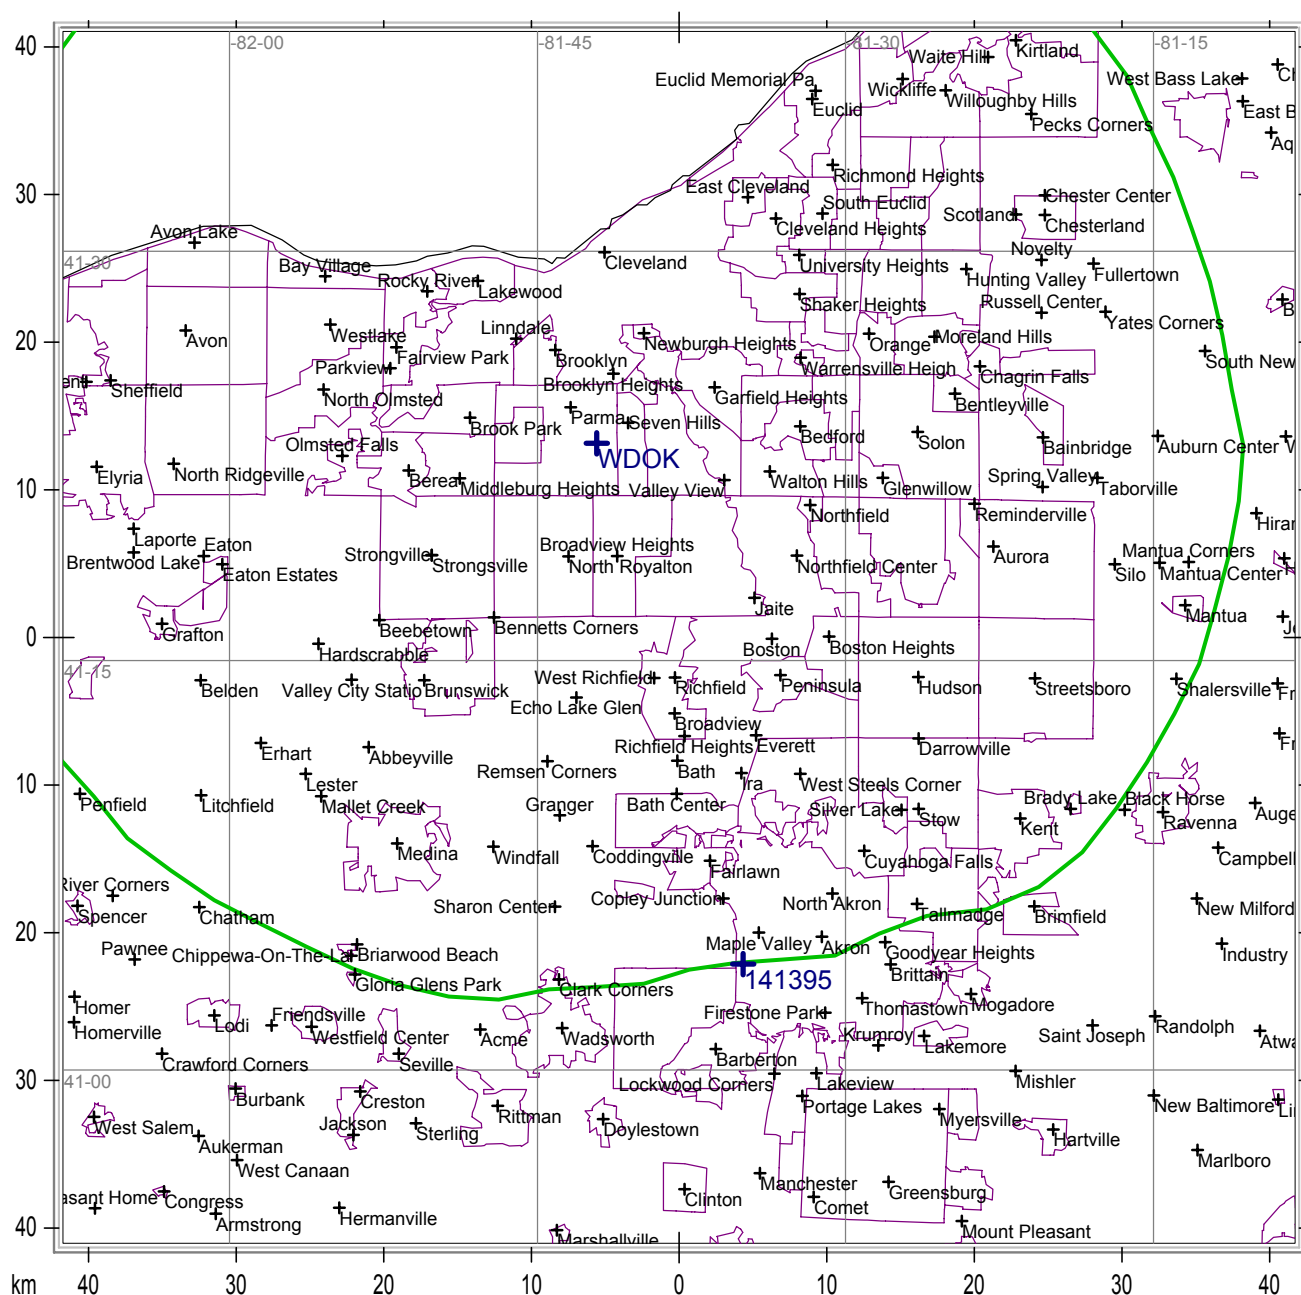 40
-82-00
-81-45
-81-30
-81-15
Kirtland
Waite Hill
Euclid Memorial Pa
Wickliffe
Willoughby Hills
West Bass Lake
Ch
Euclid
East B
Pecks Corners
Aq
Richmond Heights
30
East Cleveland
South Euclid
Scotland
Chester Center
Chesterland
Avon Lake
Cleveland Heights
Novelty
41-30
Bay Village
Cleveland
University Heights
Hunting Valley
Fullertown
Rocky River
Lakewood
Shaker Heights
Russell Center
B
Yates Corners
20
Avon
Westlake
Linndale
Newburgh Heights
Orange
Moreland Hills
Fairview Park
Brooklyn
Warrensville Heigh
South New
Parkview
Chagrin Falls
en
Sheffield
North Olmsted
Brooklyn Heights
Garfield Heights
Bentleyville
Brook Park
Parma
Seven Hills
Bedford
Solon
Bainbridge
Auburn Center
W
Olmsted Falls
WDOK
Elyria
North Ridgeville
Berea
Middleburg Heights
Valley View
Walton Hills
Glenwillow
Spring Valley
Taborville
10
Northfield
Reminderville
Hiran
Laporte
Eaton
Strongville
Broadview Heights
Aurora
Mantua Corners
Brentwood Lake
Eaton Estates
Strongsville
North Royalton
Northfield Center
Silo
Mantua Center
Jaite
Mantua
Grafton
Beebetown
Bennetts Corners
0
Hardscrabble
Boston
Boston Heights
41-15
Belden
Valley City Statio
Brunswick
West Richfield
Richfield
Peninsula
Hudson
Streetsboro
Shalersville
Fr
Echo Lake Glen
Broadview
Erhart
Abbeyville
Richfield Heights
Everett
Darrowville
Fr
Lester
Remsen Corners
Bath
Ira
West Steels Corner
10
Penfield
Litchfield
Mallet Creek
Granger
Bath Center
Silver Lake
Stow
Brady Lake
Black Horse
Auge
Kent
Ravenna
Medina
Windfall
Coddingville
Fairlawn
Cuyahoga Falls
Campbell
River Corners
Spencer
Chatham
Sharon Center
Copley Junction
North Akron
Tallmadge
Brimfield
New Milford
20
Pawnee
Chippewa-On-The-La
Briarwood Beach
Maple Valley
Akron
Goodyear Heights
Industry
Gloria Glens Park
Clark Corners
141395
Brittain
Homer
Friendsville
Firestone Park
Thomastown
Mogadore
Homerville
Lodi
Westfield Center
Acme
Wadsworth
Krumroy
Lakemore
Saint Joseph
Randolph
Atwa
Crawford Corners
Seville
Barberton
30
41-00
Lockwood Corners
Lakeview
Mishler
Burbank
Creston
Rittman
Portage Lakes
New Baltimore
Li
West Salem
Jackson
Sterling
Doylestown
Myersville
Hartville
Aukerman
West Canaan
Marlboro
asant Home
Congress
Clinton
Manchester
Greensburg
Armstrong
Hermanville
Comet
40
Marshallville
Mount Pleasant
km
40
30
20
10
0
10
20
30
40